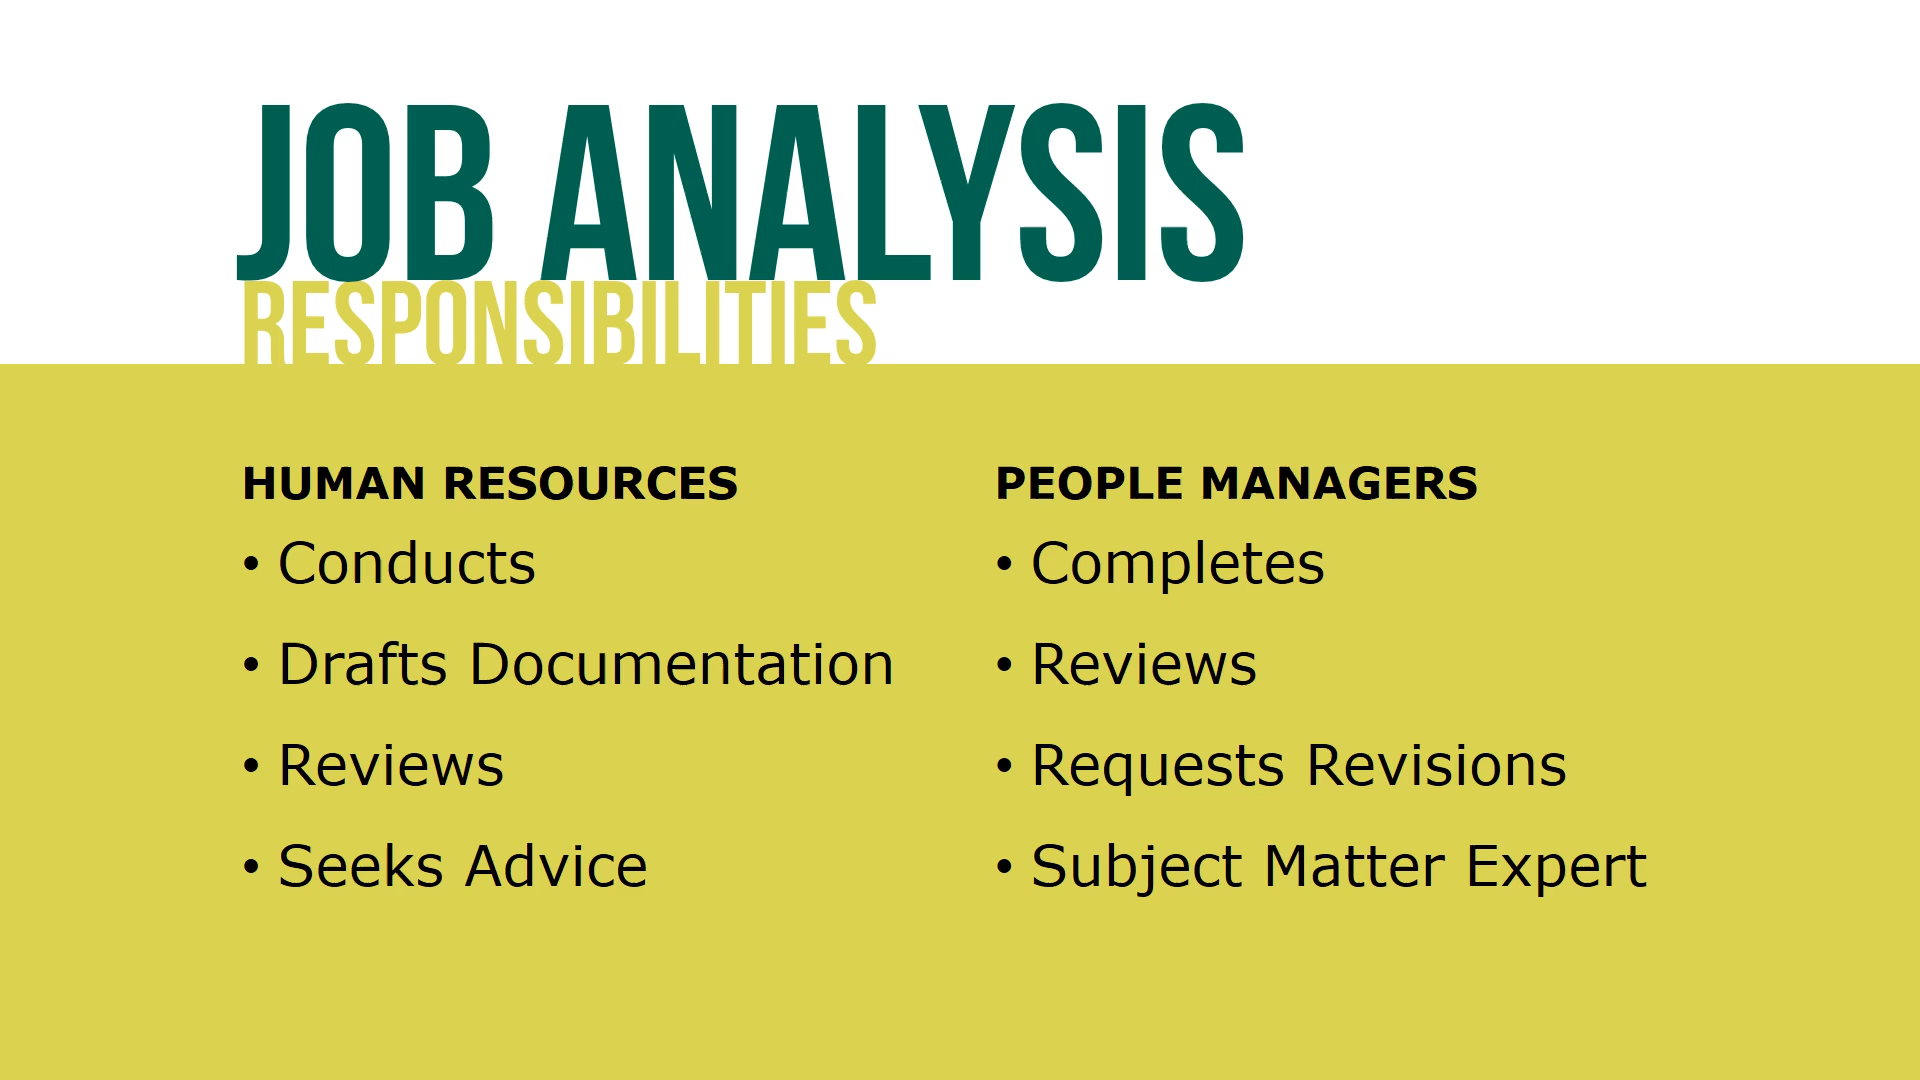 JOB ANALYSIS
RESPONSIBILITIES
HUMAN RESOURCES
• Conducts
• Drafts Documentation
• Reviews
• Seeks Advice
PEOPLE MANAGERS
• Completes
• Reviews
• Requests Revisions
• Subject Matter Expert